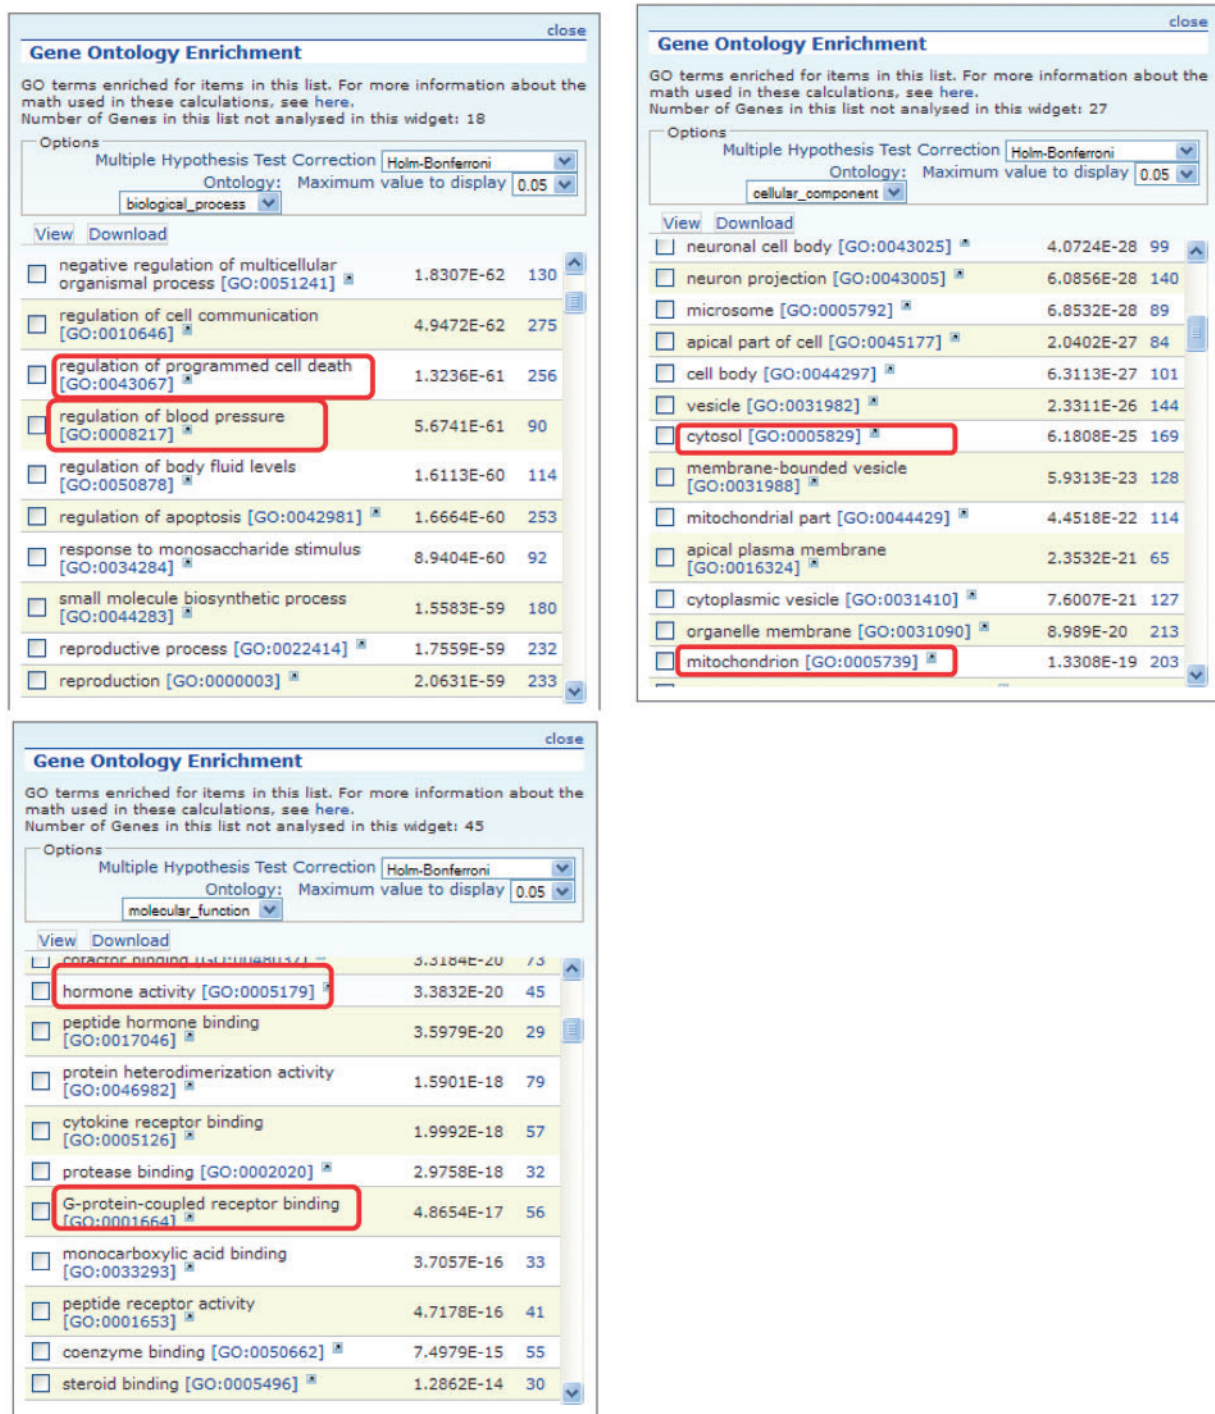 close
Gene Ontology Enrichment
GO terms enriched for items in this list. For more information about the
math used in these calculations, see here.
Number of Genes in this list not analysed in this widget: 18
Options
Multiple Hypothesis Test Correction Holm-Bonferroni
Ontology: Maximum value to display 0.05
biological_process
View Download
negative regulation of multicellular
organismal process [GO:0051241] 1.8307E-62 130
regulation of cell communication
[GO:0010646] 4.9472E-62 275
regulation of programmed cell death
[GO:0043067] 1.3236E-61 256
regulation of blood pressure
[GO:0008217] 5.6741E-61 90
regulation of body fluid levels
[GO:0050878] 1.6113E-60 114
regulation of apoptosis [GO:0042981] 1.6664E-60 253
response to monosaccharide stimulus
[GO:0034284] 8.9404E-60 92
small molecule biosynthetic process
[GO:0044283] 1.5583E-59 180
reproductive process [GO:0022414] 1.7559E-59 232
reproduction [GO:0000003] 2.0631E-59 233
close
Gene Ontology Enrichment
GO terms enriched for items in this list. For more information about the
math used in these calculations, see here.
Number of Genes in this list not analysed in this widget: 27
Options
Multiple Hypothesis Test Correction Holm-Bonferroni
Ontology: Maximum value to display 0.05
cellular_component
View Download
neuronal cell body [GO:0043025] 4.0724E-28 99
neuron projection [GO:0043005] 6.0856E-28 140
microsome [GO:0005792] 6.8532E-28 89
apical part of cell [GO:0045177] 2.0402E-27 84
cell body [GO:0044297] 6.3113E-27 101
vesicle [GO:0031982] 2.3311E-26 144
cytosol [GO:0005829] 6.1808E-25 169
membrane-bounded vesicle
[GO:0031988] 5.9313E-23 128
mitochondrial part [GO:0044429] 4.4518E-22 114
apical plasma membrane
[GO:0016324] 2.3532E-21 65
cytoplasmic vesicle [GO:0031410] 7.6007E-21 127
organelle membrane [GO:0031090] 8.989E-20 213
mitochondrion [GO:0005739] 1.3308E-19 203
close
Gene Ontology Enrichment
GO terms enriched for items in this list. For more information about the
math used in these calculations, see here.
Number of Genes in this list not analysed in this widget: 45
Options
Multiple Hypothesis Test Correction Holm-Bonferroni
Ontology: Maximum value to display 0.05
molecular_function
View Download
cofactor binding [GO:0048037] 3.3184E-20 73
hormone activity [GO:0005179] 3.3832E-20 45
peptide hormone binding
[GO:0017046] 3.5979E-20 29
protein heterodimerization activity
[GO:0046982] 1.5901E-18 79
cytokine receptor binding
[GO:0005126] 1.9992E-18 57
protease binding [GO:0002020] 2.9758E-18 32
G-protein-coupled receptor binding
[GO:0001664] 4.8654E-17 56
monocarboxylic acid binding
[GO:0033293] 3.7057E-16 33
peptide receptor activity
[GO:0001653] 4.7178E-16 41
coenzyme binding [GO:0050662] 7.4979E-15 55
steroid binding [GO:0005496] 1.2862E-14 30